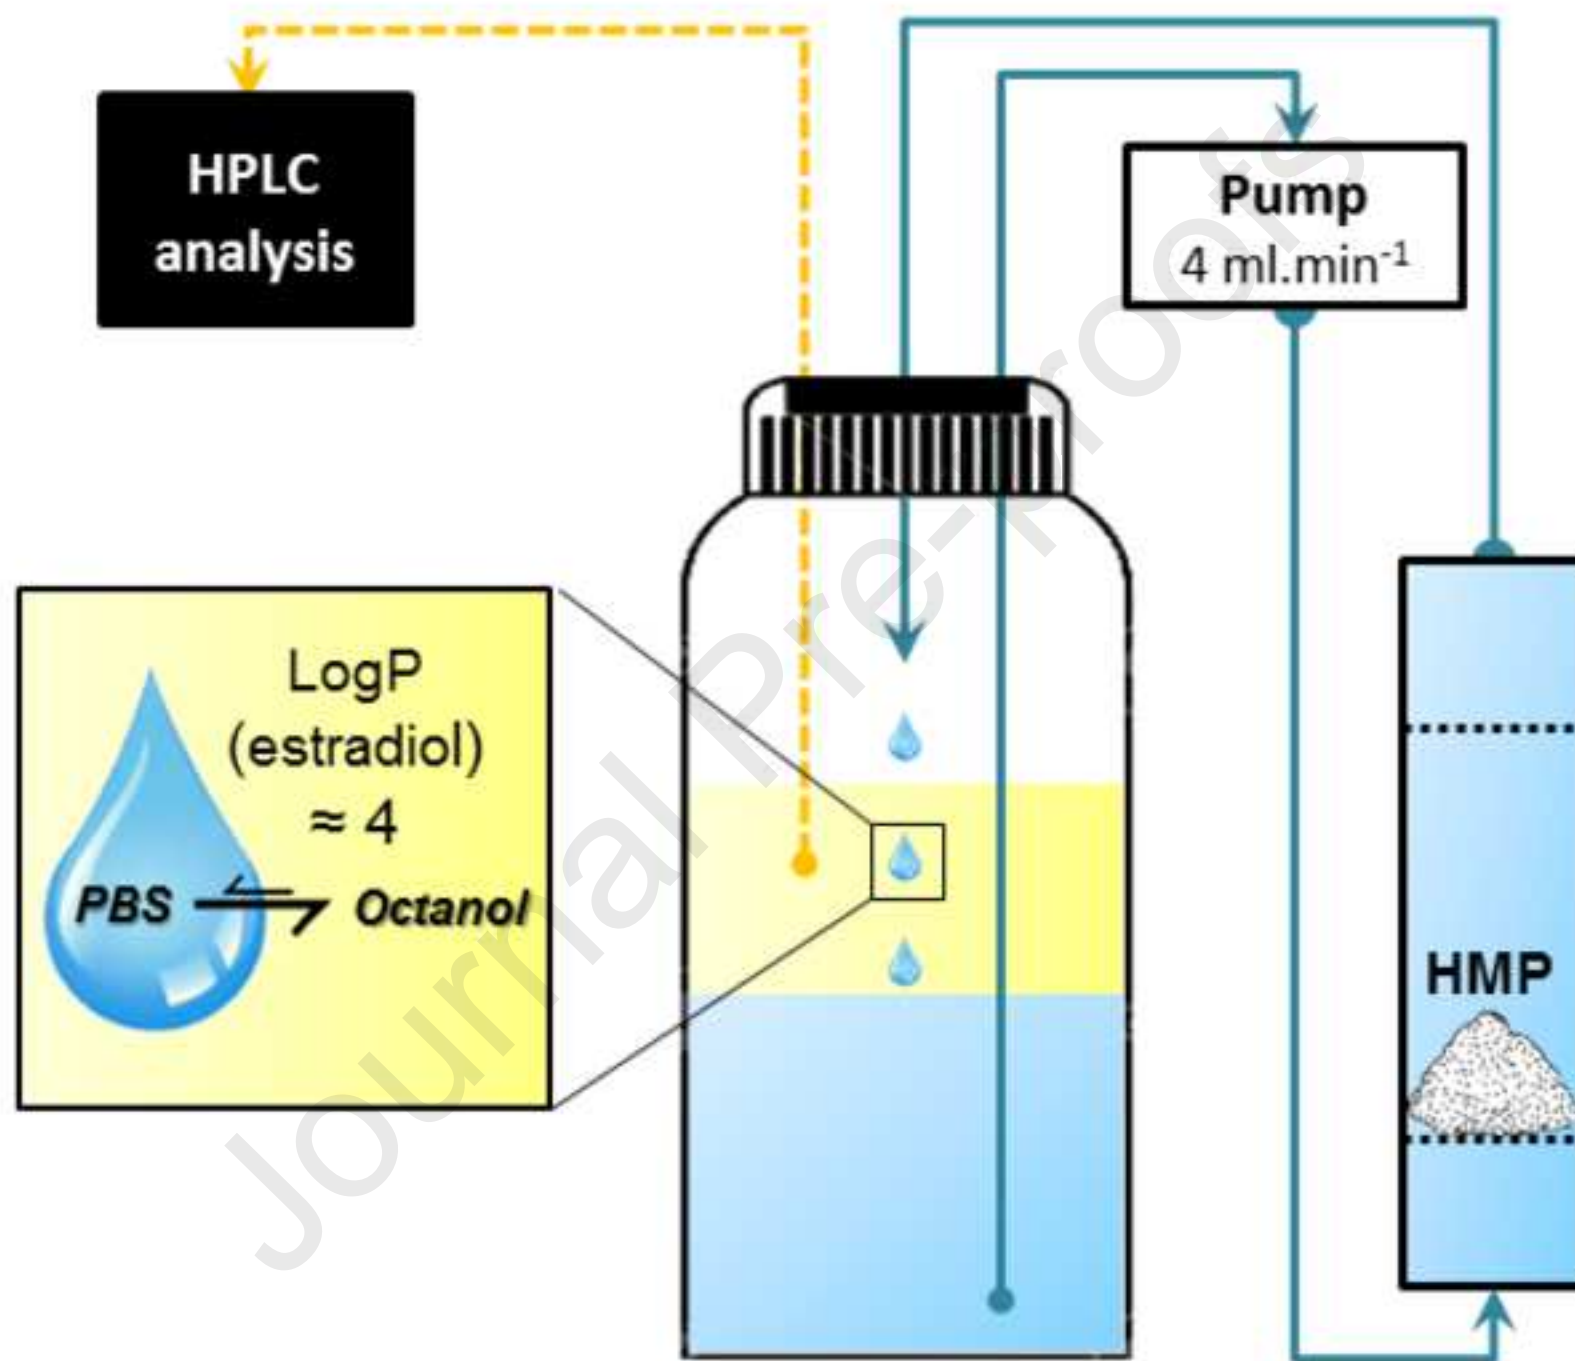 HPLC
analysis
Pump
4 ml.min⁻¹
LogP
(estradiol)
≈ 4
PBS
Octanol
HMP
Journal Pre-proofs